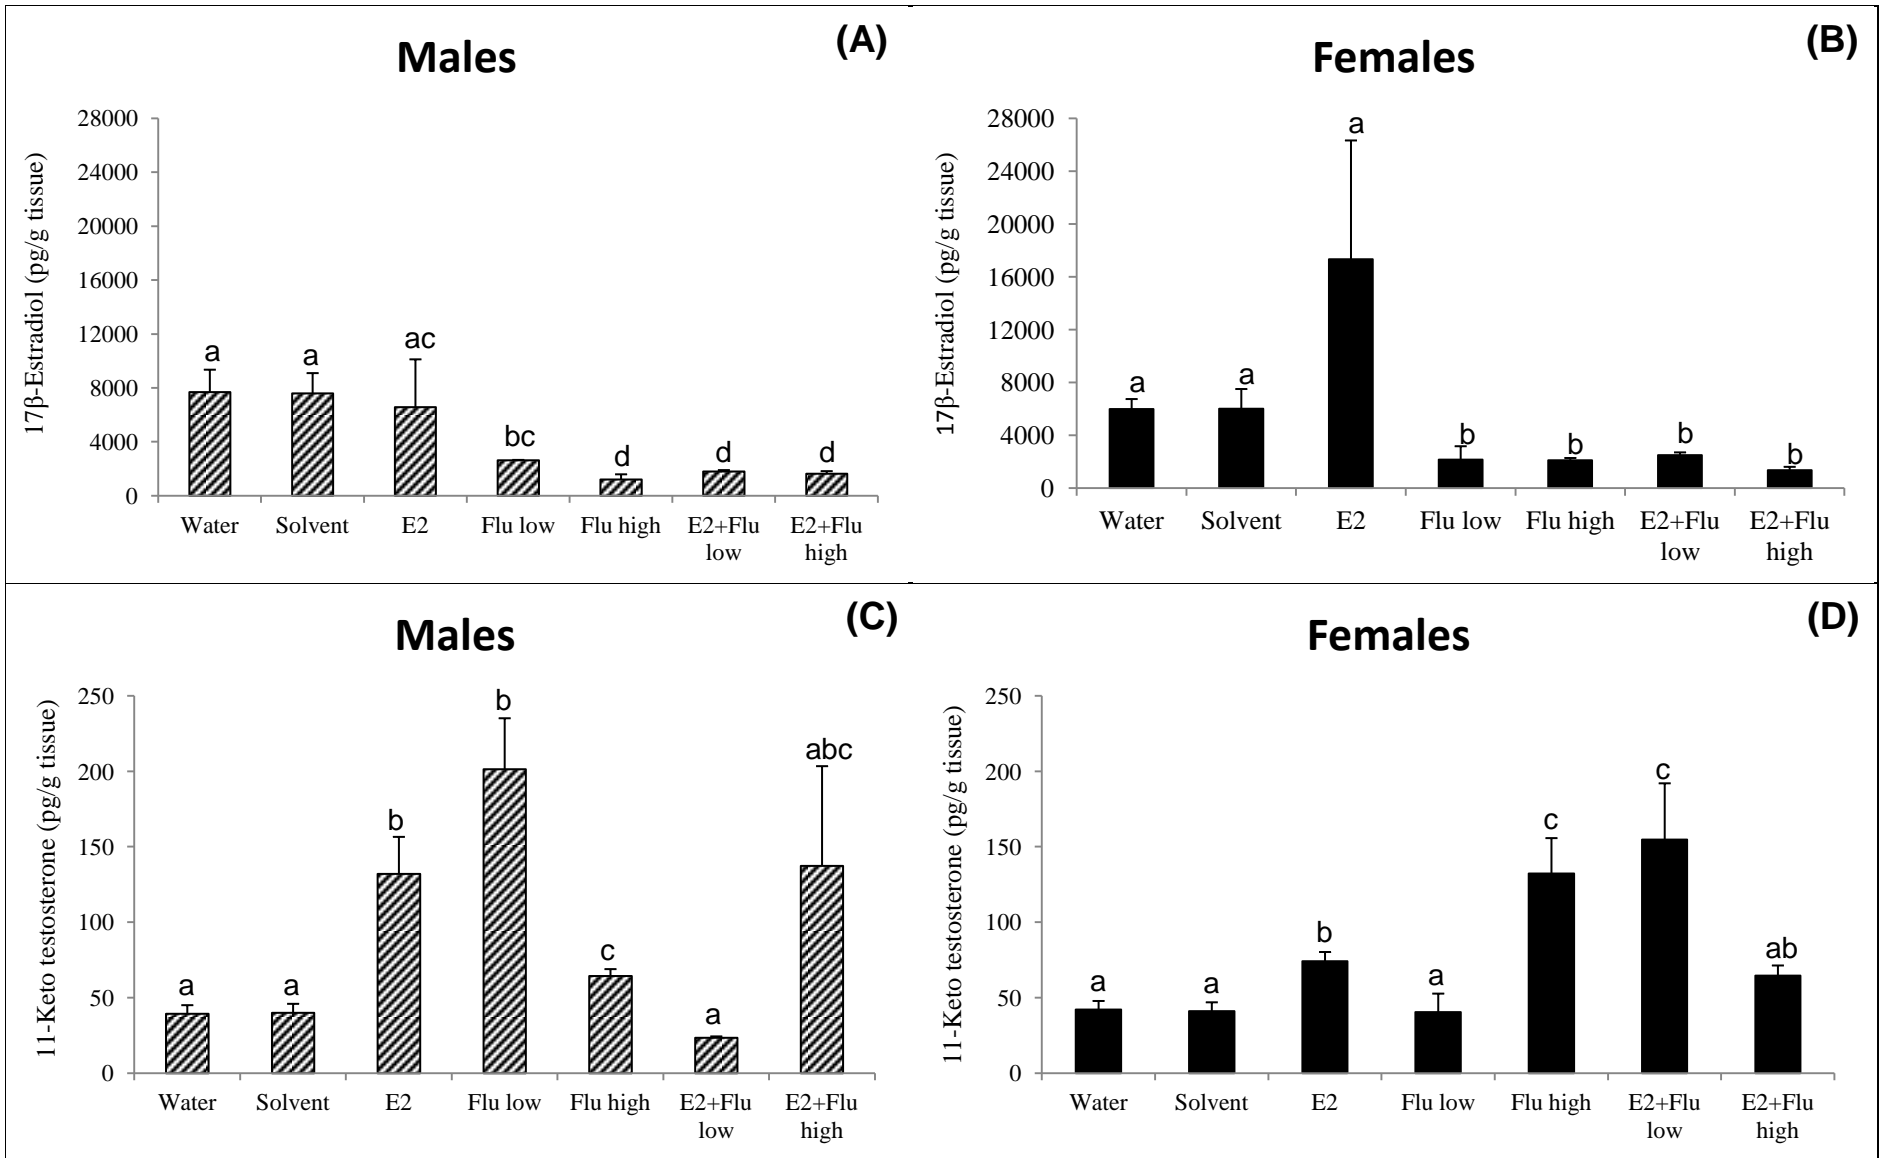 Males
(A)
17β-Estradiol (pg/g tissue)
28000
24000
20000
16000
12000
8000
4000
0
a
a
ac
bc
d
d
d
Water
Solvent
E2
Flu low
Flu high
E2+Flu
low
E2+Flu
high
Females
(B)
17β-Estradiol (pg/g tissue)
28000
24000
20000
16000
12000
8000
4000
0
a
a
a
b
b
b
b
Water
Solvent
E2
Flu low
Flu high
E2+Flu
low
E2+Flu
high
Males
(C)
11-Keto testosterone (pg/g tissue)
250
200
150
100
50
0
a
a
b
b
c
a
abc
Water
Solvent
E2
Flu low
Flu high
E2+Flu
low
E2+Flu
high
Females
(D)
11-Keto testosterone (pg/g tissue)
250
200
150
100
50
0
a
a
b
a
c
c
ab
Water
Solvent
E2
Flu low
Flu high
E2+Flu
low
E2+Flu
high